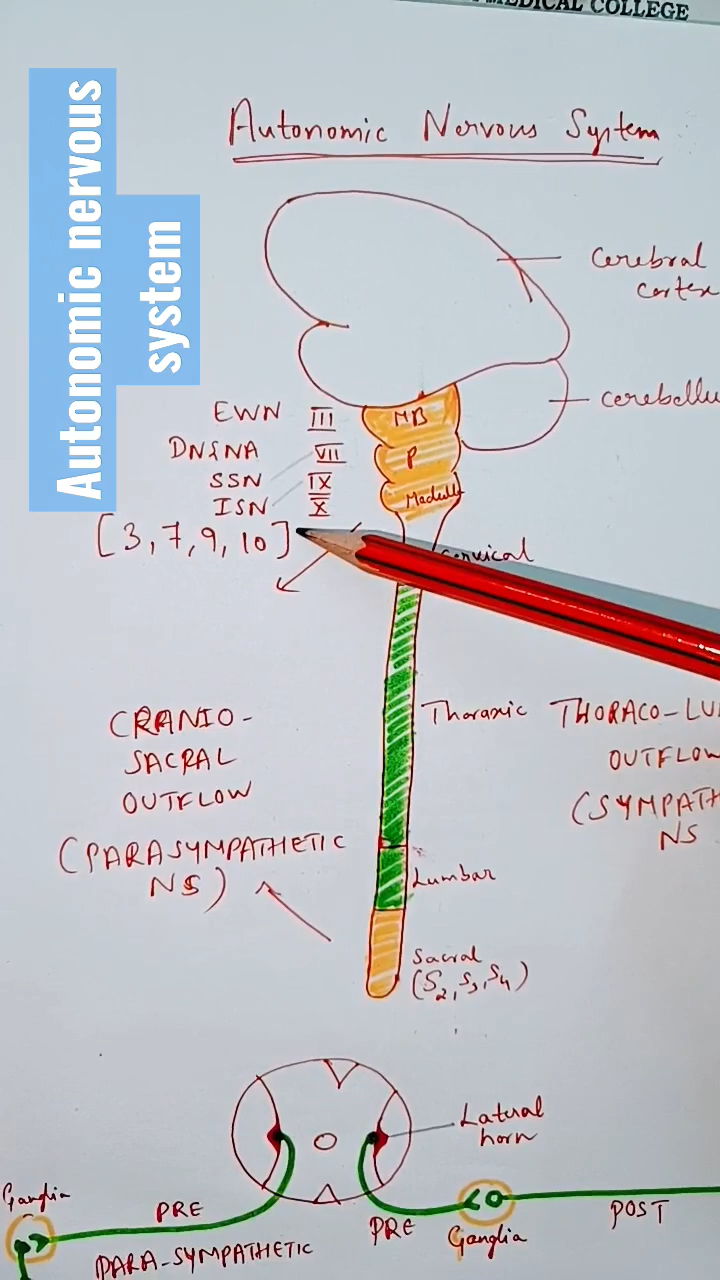 MEDICAL COLLEGE
Autonomic nervous
system
Autonomic Nervous System
Cerebral
cortex
cerebellu
EWN III
DN&NA VII
SSN IX
ISN X
[3, 7, 9, 10]
MB
P
Medulla
Cervical
Thoraxic
THORACO-LU
OUTFLOW
(SYMPATH
NS
CRANIO-
SACRAL
OUTFLOW
(PARASYMPATHETIC
NS)
Lumbar
Sacral
(S2, S3, S4)
Lateral
horn
Ganglia
PRE
PARA-SYMPATHETIC
PRE
Ganglia
POST